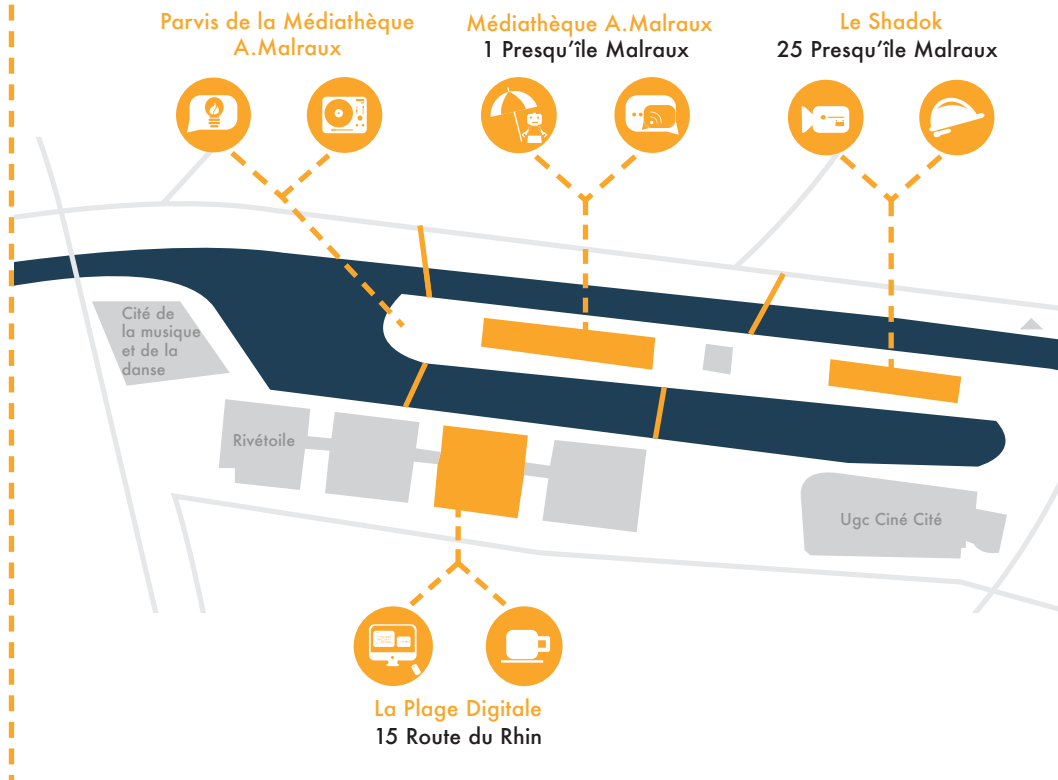 Parvis de la Médiathèque
A.Malraux
Médiathèque A.Malraux
1 Presqu’île Malraux
Le Shadok
25 Presqu’île Malraux
Cité de
la musique
et de la
danse
Rivétoile
Ugc Ciné Cité
La Plage Digitale
15 Route du Rhin